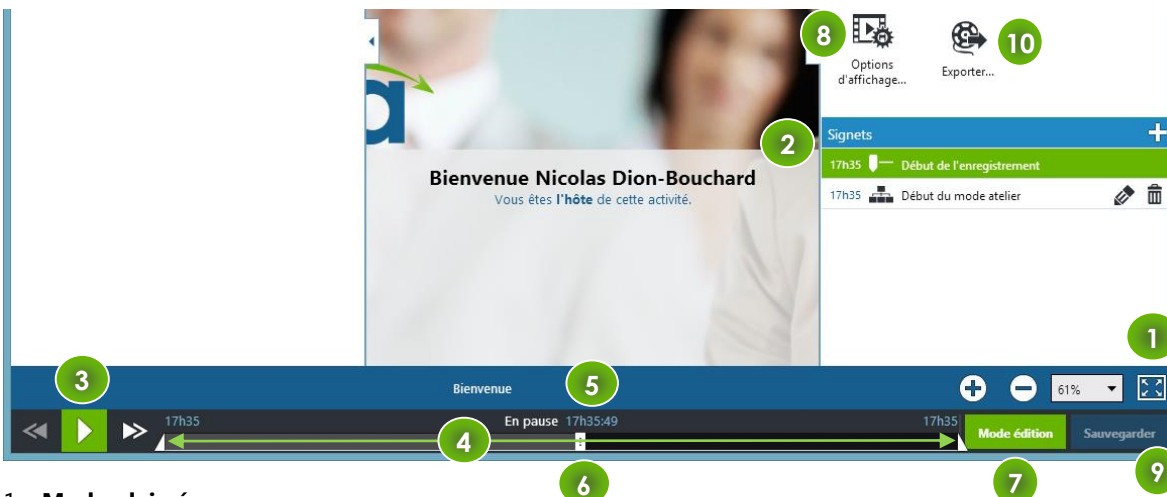 8
10
Options
d'affichage...
Exporter...
a
2
Signets
17h35 Début de l'enregistrement
Bienvenue Nicolas Dion-Bouchard
17h35 Début du mode atelier
Vous êtes l'hôte de cette activité.
1
3
Bienvenue
5
61%
17h35
En pause 17h35:49
17h35
4
Mode édition
Sauvegarder
6
7
9